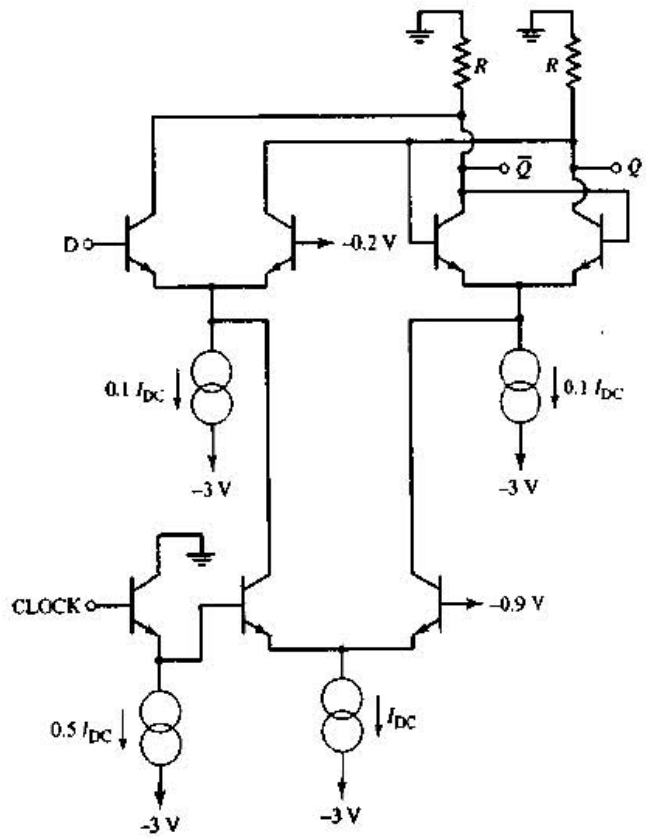 R
R
Q̅
Q
D
–0.2 V
0.1 I_DC
0.1 I_DC
–3 V
–3 V
CLOCK
–0.9 V
0.5 I_DC
I_DC
–3 V
–3 V